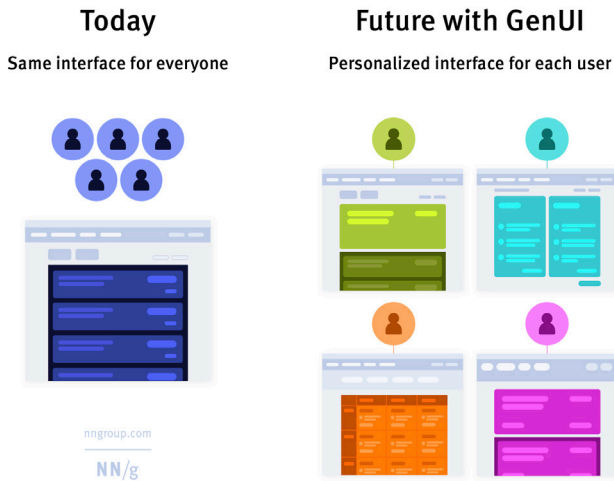 Today
Same interface for everyone
nngroup.com
NN/g
Future with GenUI
Personalized interface for each user